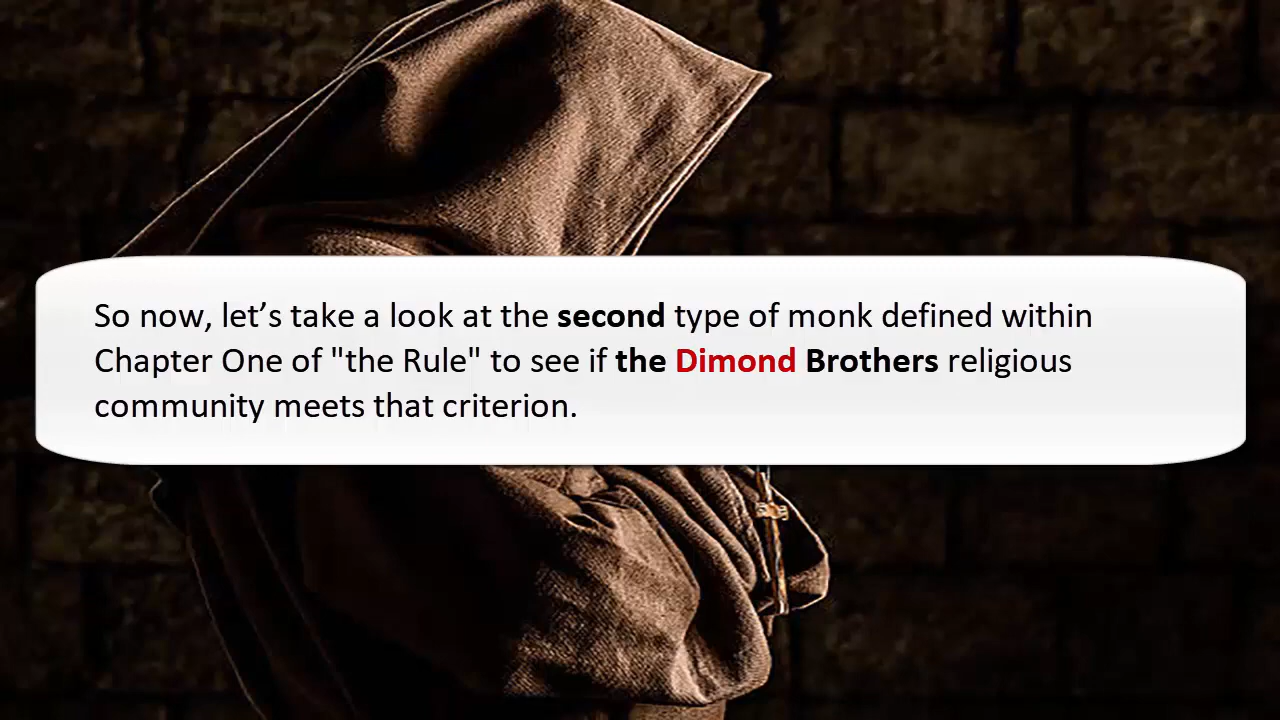 So now, let’s take a look at the second type of monk defined within
Chapter One of "the Rule" to see if the Dimond Brothers religious
community meets that criterion.